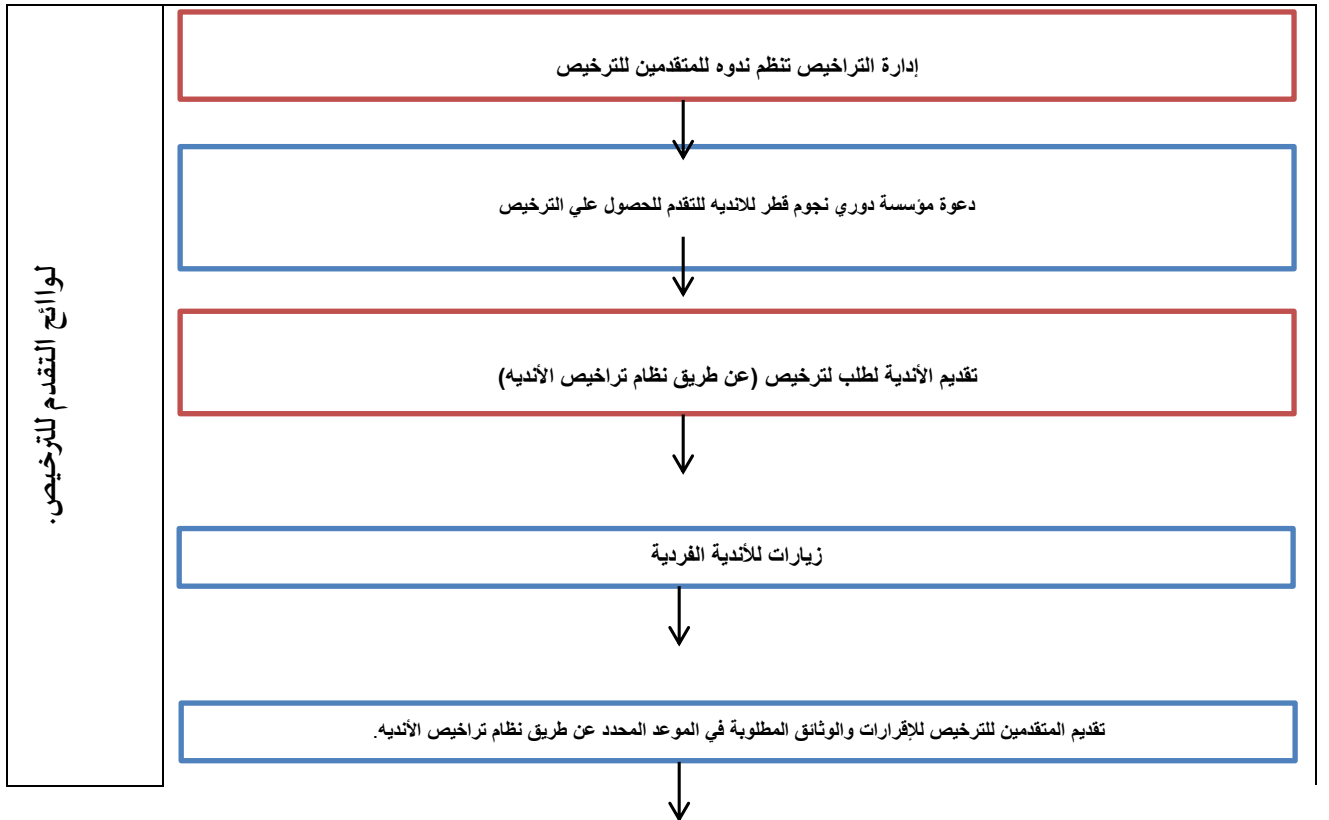 إدارة التراخيص تنظم ندوه للمتقدمين للترخيص
دعوة مؤسسة دوري نجوم قطر للانديه للتقدم للحصول علي الترخيص
تقديم الأندية لطلب لترخيص (عن طريق نظام تراخيص الأنديه)
زيارات للأندية الفردية
تقديم المتقدمين للترخيص للإقرارات والوثائق المطلوبة في الموعد المحدد عن طريق نظام تراخيص الأنديه.
لوائح التقدم للترخيص.